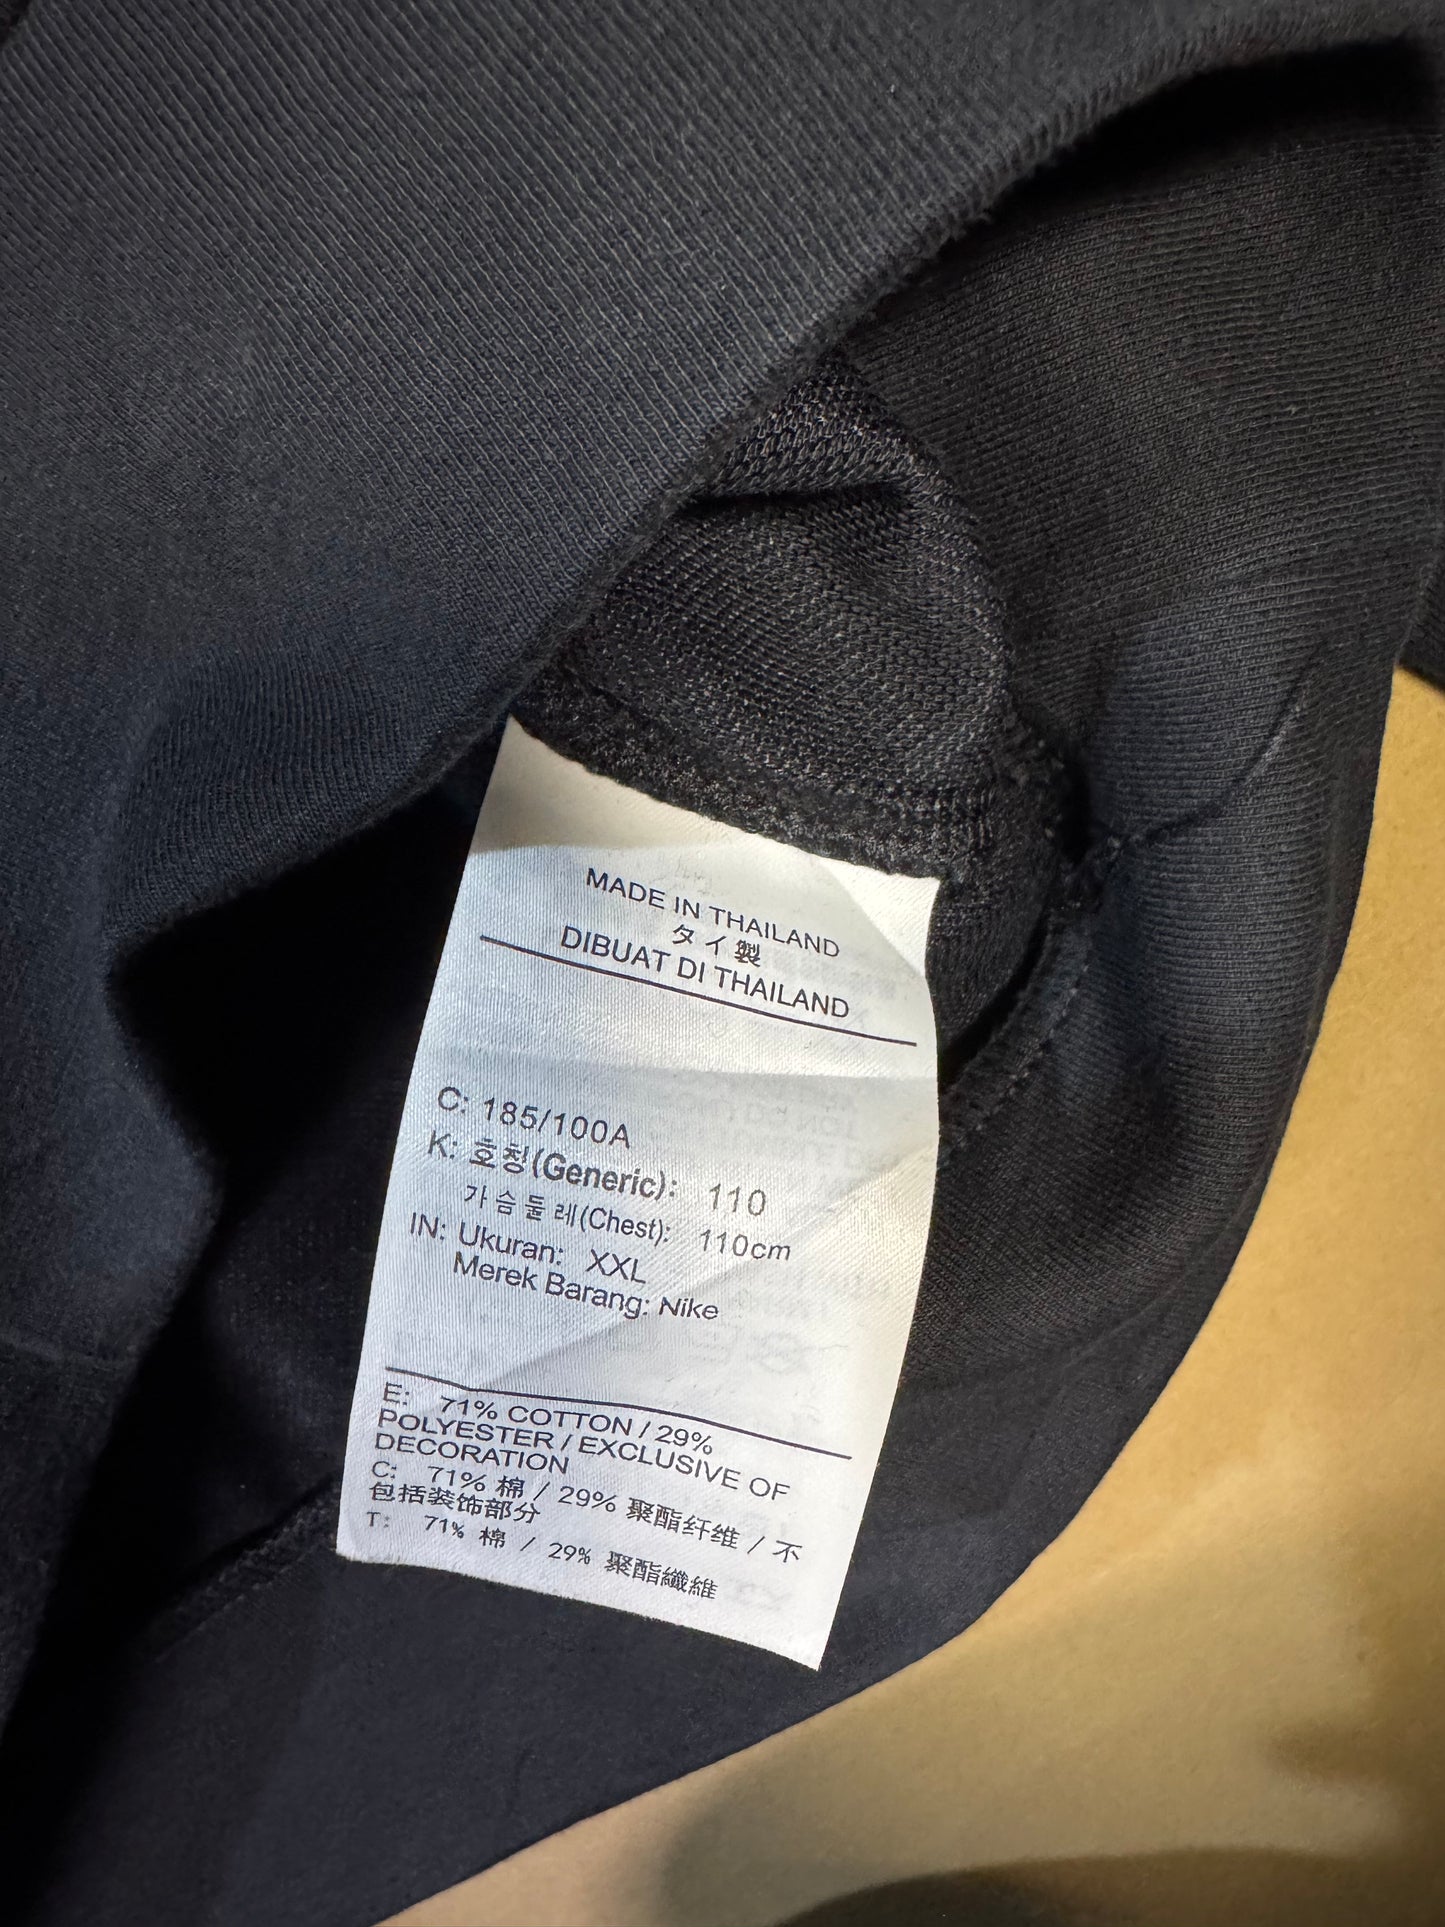 MADE IN THAILAND
タイ製
DIBUAT DI THAILAND
C: 185/100A
K: 호칭(Generic): 110
가슴둘레(Chest): 110cm
IN: Ukuran: XXL
Merek Barang: Nike
E: 71% COTTON / 29%
POLYESTER / EXCLUSIVE OF
DECORATION
C: 71% 棉 / 29% 聚酯纤维 / 不
包括装饰部分
T: 71% 棉 / 29% 聚酯纖維